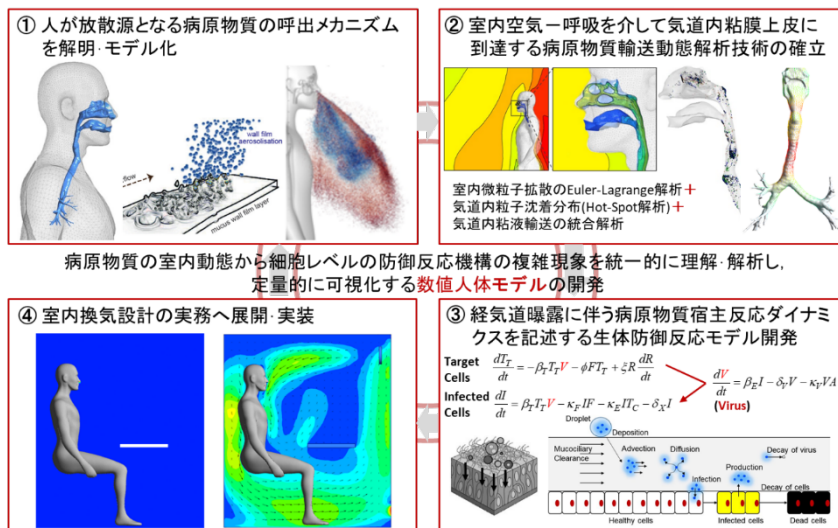 ① 人が放散源となる病原物質の呼出メカニズム
を解明･モデル化
wall film
aerosolisation
flow
mucus wall film layer
② 室内空気－呼吸を介して気道内粘膜上皮に
到達する病原物質輸送動態解析技術の確立
室内微粒子拡散のEuler-Lagrange解析＋
気道内粒子沈着分布(Hot-Spot解析)＋
気道内粘液輸送の統合解析
病原物質の室内動態から細胞レベルの防御反応機構の複雑現象を統一的に理解･解析し，
定量的に可視化する数値人体モデルの開発
④ 室内換気設計の実務へ展開･実装
③ 経気道曝露に伴う病原物質宿主反応ダイナミ
クスを記述する生体防御反応モデル開発
Target
Cells
dT_T/dt = −β_T T_T V − φFT_T + ξR dR/dt
Infected
Cells
dI/dt = β_T T_T V − κ_F IF − κ_E IT_C − δ_X I
dV/dt = β_E I − δ_V V − κ_V VA
(Virus)
Droplet
Deposition
Mucociliary
Clearance
Advection
Diffusion
Decay of virus
Infection
Production
Decay of cells
Healthy cells
Infected cells
Dead cells